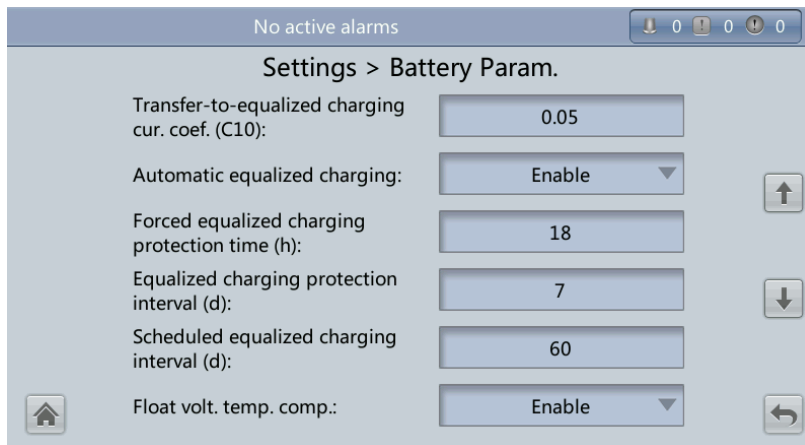 No active alarms
0 0 0
Settings > Battery Param.
Transfer-to-equalized charging
cur. coef. (C10):
0.05
Automatic equalized charging:
Enable
Forced equalized charging
protection time (h):
18
Equalized charging protection
interval (d):
7
Scheduled equalized charging
interval (d):
60
Float volt. temp. comp.:
Enable